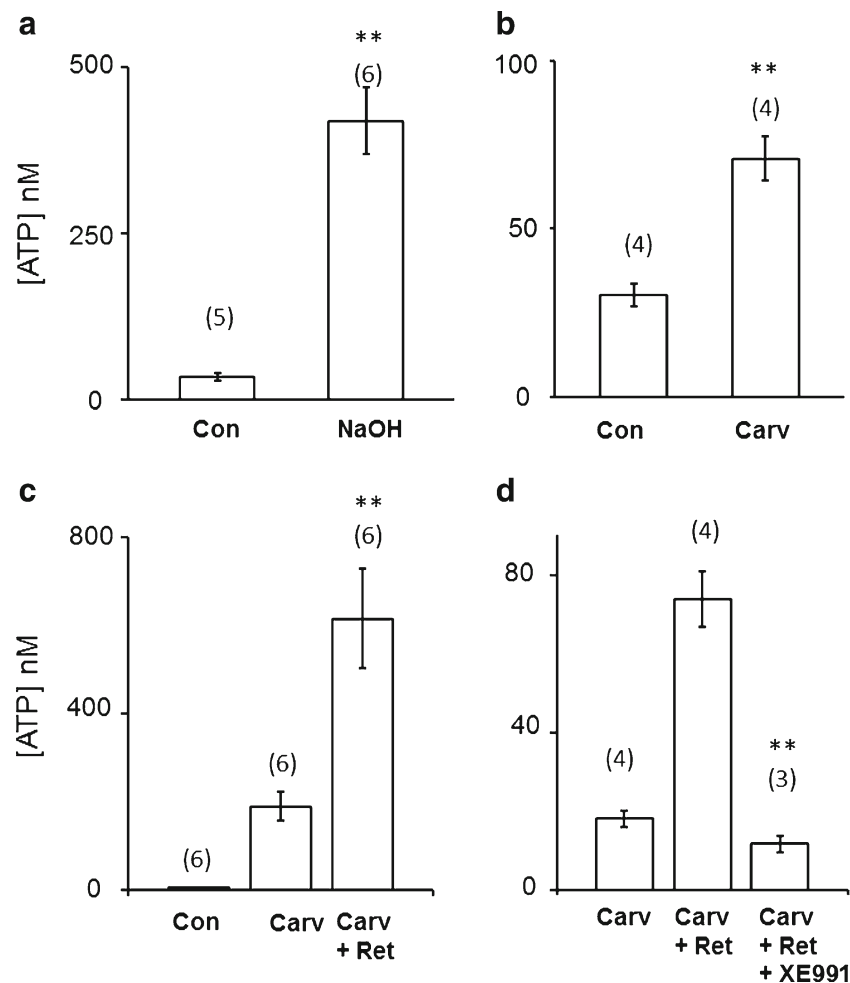 a
**
(6)
500
250
0
[ATP] nM
(5)
Con
NaOH
b
**
(4)
100
50
0
(4)
Con
Carv
c
**
(6)
800
400
0
[ATP] nM
(6)
(6)
Con
Carv
Carv
+ Ret
d
(4)
80
40
0
(4)
**
(3)
Carv
Carv
+ Ret
Carv
+ Ret
+ XE991